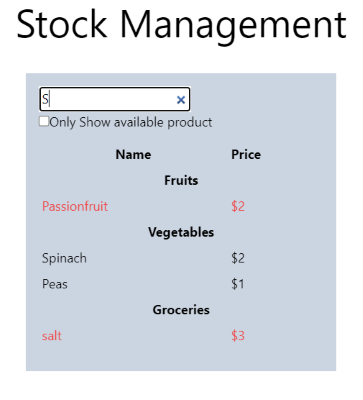 Stock Management
S
Only Show available product
Name Price
Fruits
Passionfruit $2
Vegetables
Spinach $2
Peas $1
Groceries
salt $3